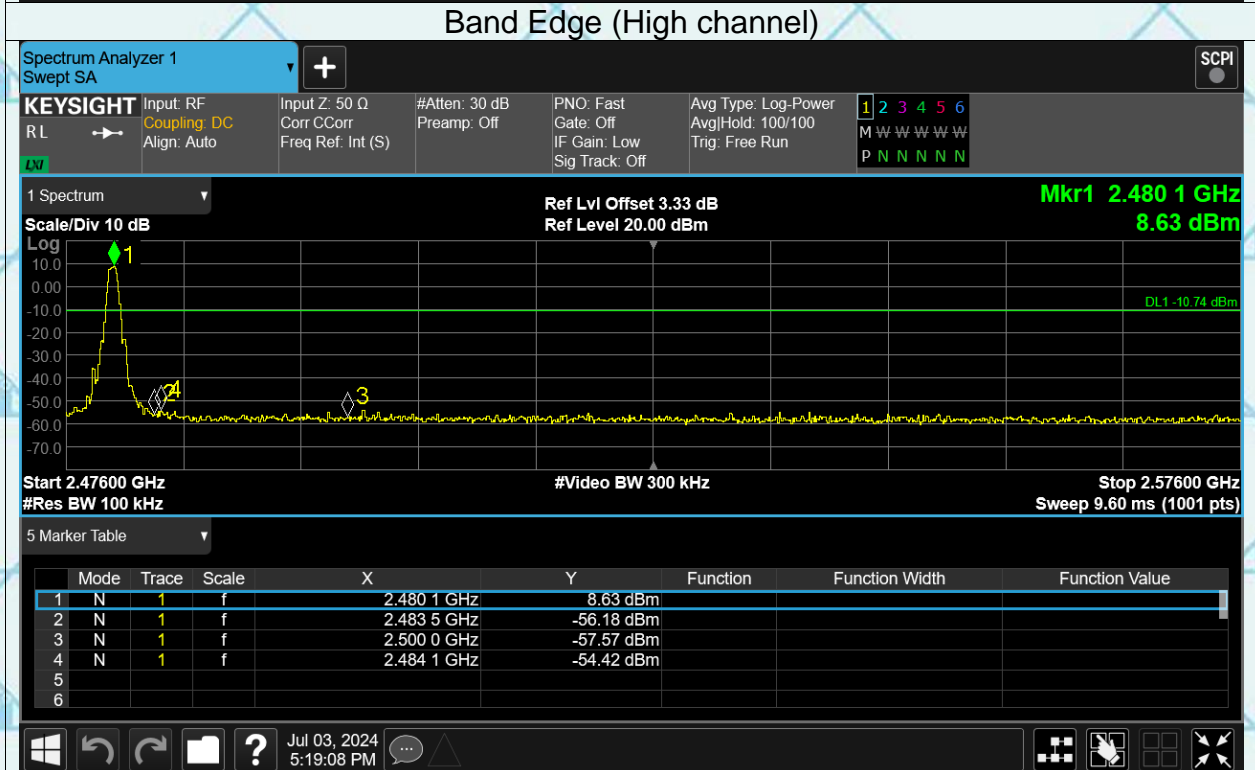 Band Edge (High channel)
Spectrum Analyzer 1
Swept SA
+
SCPI
KEYSIGHT
R L
LXI
Input: RF
Coupling: DC
Align: Auto
Input Z: 50 Ω
Corr CCorr
Freq Ref: Int (S)
#Atten: 30 dB
Preamp: Off
PNO: Fast
Gate: Off
IF Gain: Low
Sig Track: Off
Avg Type: Log-Power
Avg|Hold: 100/100
Trig: Free Run
1 2 3 4 5 6
M W W W W W
P N N N N N
1 Spectrum
Scale/Div 10 dB
Ref Lvl Offset 3.33 dB
Ref Level 20.00 dBm
Mkr1 2.480 1 GHz
8.63 dBm
Log
10.0
0.00
-10.0
-20.0
-30.0
-40.0
-50.0
-60.0
-70.0
1
DL1 -10.74 dBm
2 4
3
Start 2.47600 GHz
#Res BW 100 kHz
#Video BW 300 kHz
Stop 2.57600 GHz
Sweep 9.60 ms (1001 pts)
5 Marker Table
Mode Trace Scale X Y Function Function Width Function Value
1 N 1 f 2.480 1 GHz 8.63 dBm
2 N 1 f 2.483 5 GHz -56.18 dBm
3 N 1 f 2.500 0 GHz -57.57 dBm
4 N 1 f 2.484 1 GHz -54.42 dBm
5
6
?
Jul 03, 2024
5:19:08 PM